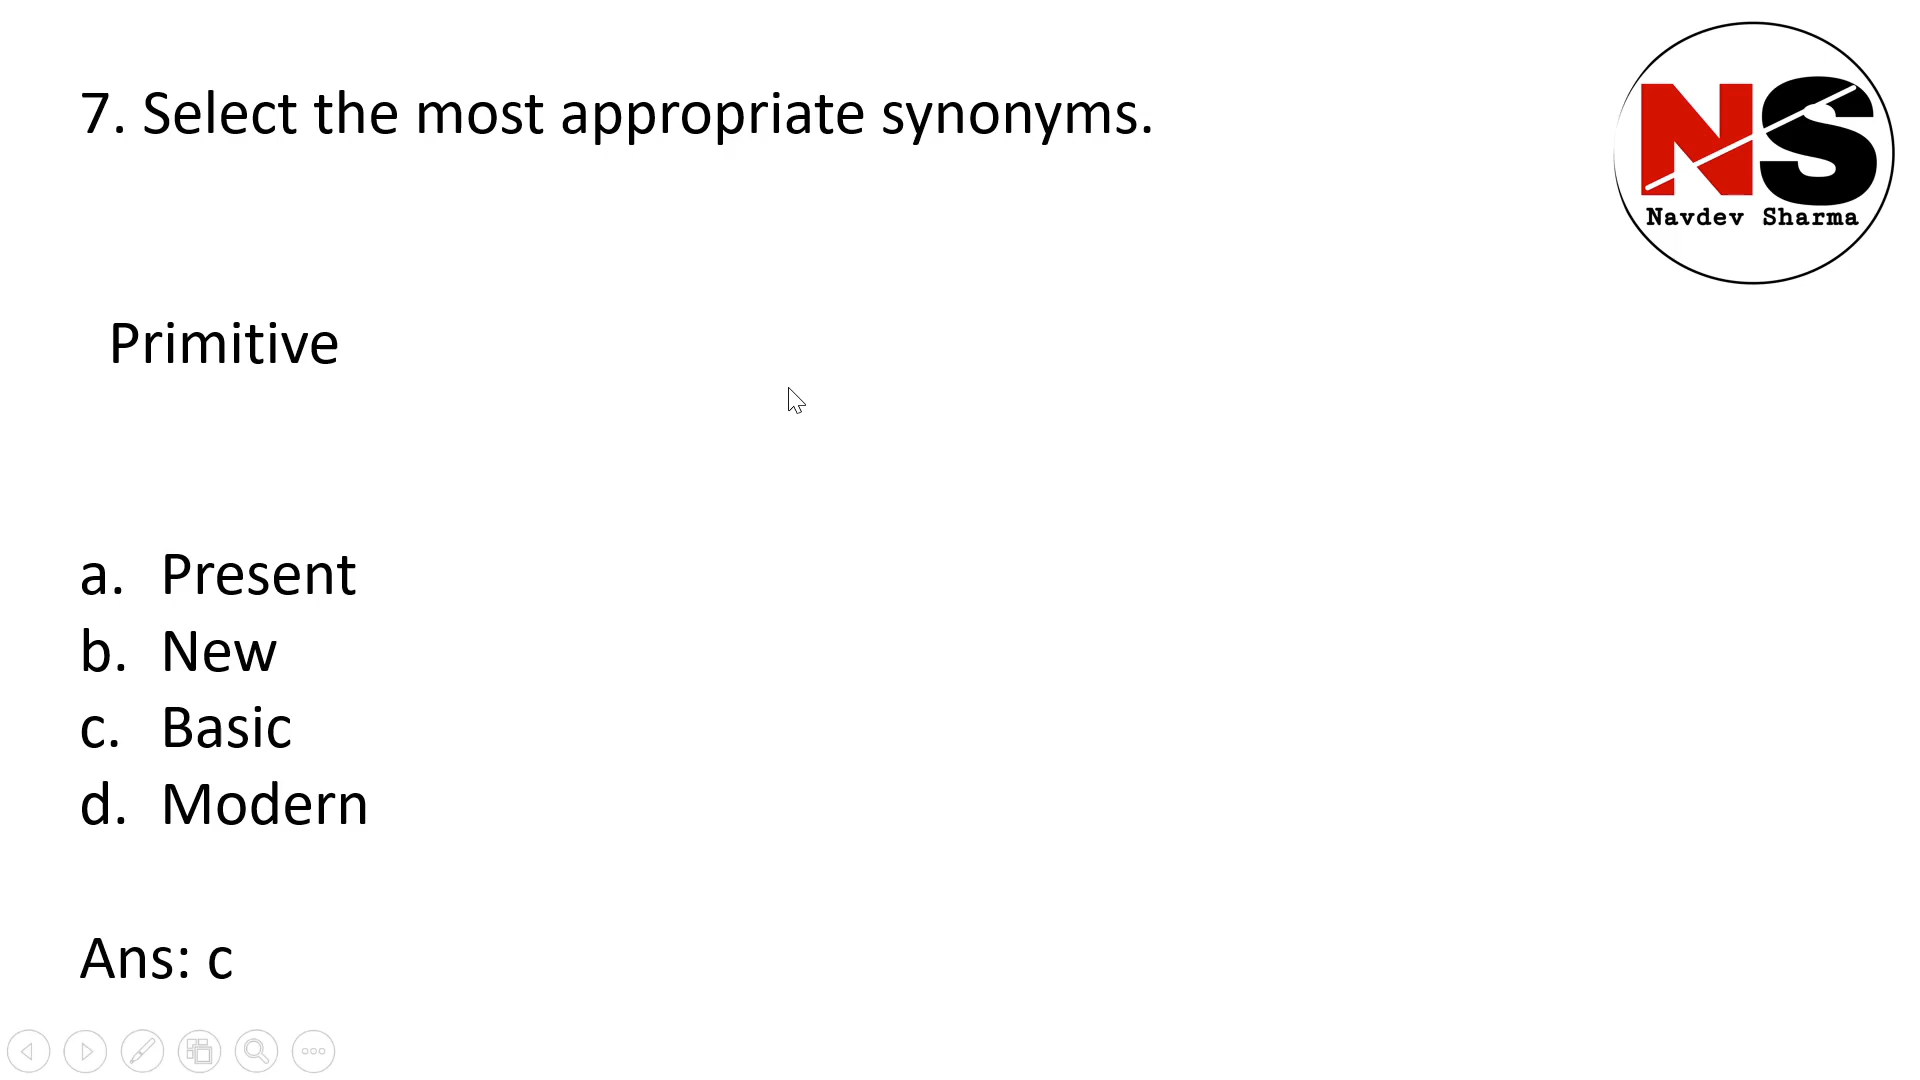 7. Select the most appropriate synonyms.
NS
Navdev Sharma
Primitive
a. Present
b. New
c. Basic
d. Modern
Ans: c